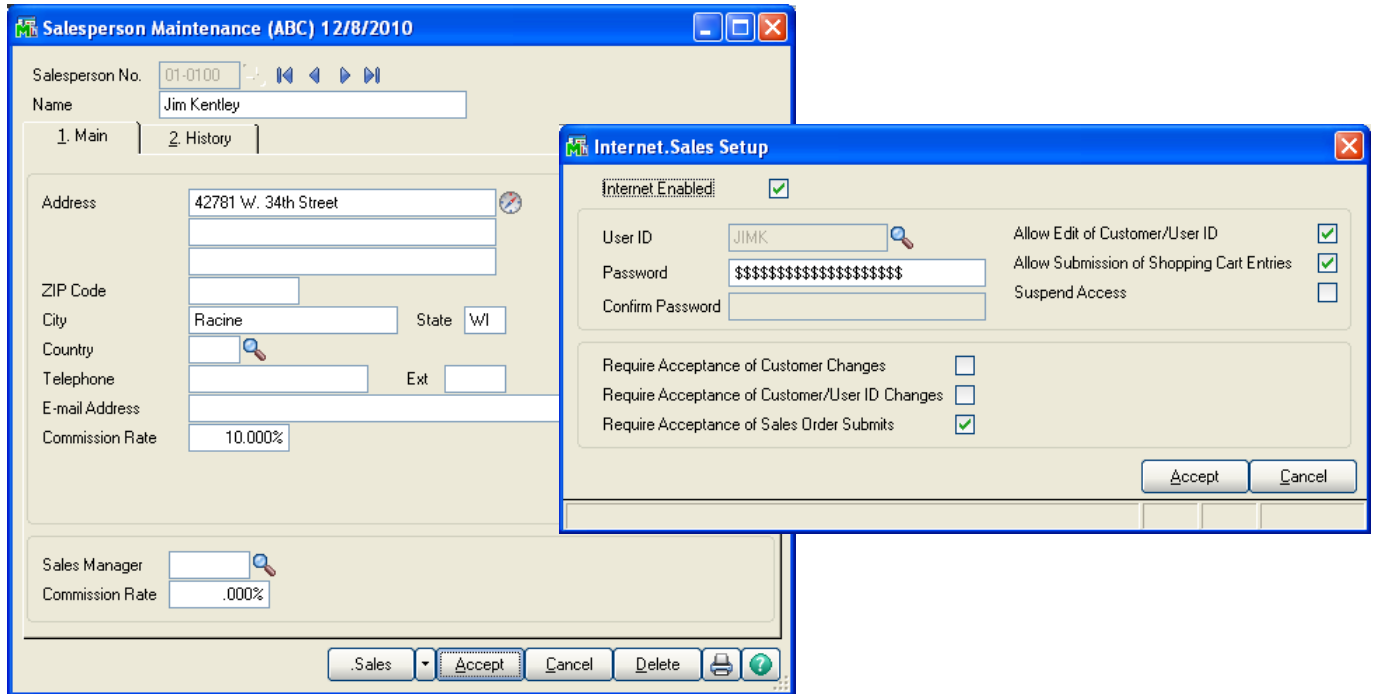 Salesperson Maintenance (ABC) 12/8/2010
Salesperson No. 01-0100
Name Jim Kentley
1. Main 2. History
Address 42781 W. 34th Street
ZIP Code
City Racine State WI
Country
Telephone Ext
E-mail Address
Commission Rate 10.000%
Sales Manager
Commission Rate .000%
.Sales Accept Cancel Delete
Internet.Sales Setup
Internet Enabled
User ID JIMK Allow Edit of Customer/User ID
Password $$$$$$$$$$$$$$$$$$$$ Allow Submission of Shopping Cart Entries
Confirm Password Suspend Access
Require Acceptance of Customer Changes
Require Acceptance of Customer/User ID Changes
Require Acceptance of Sales Order Submits
Accept Cancel